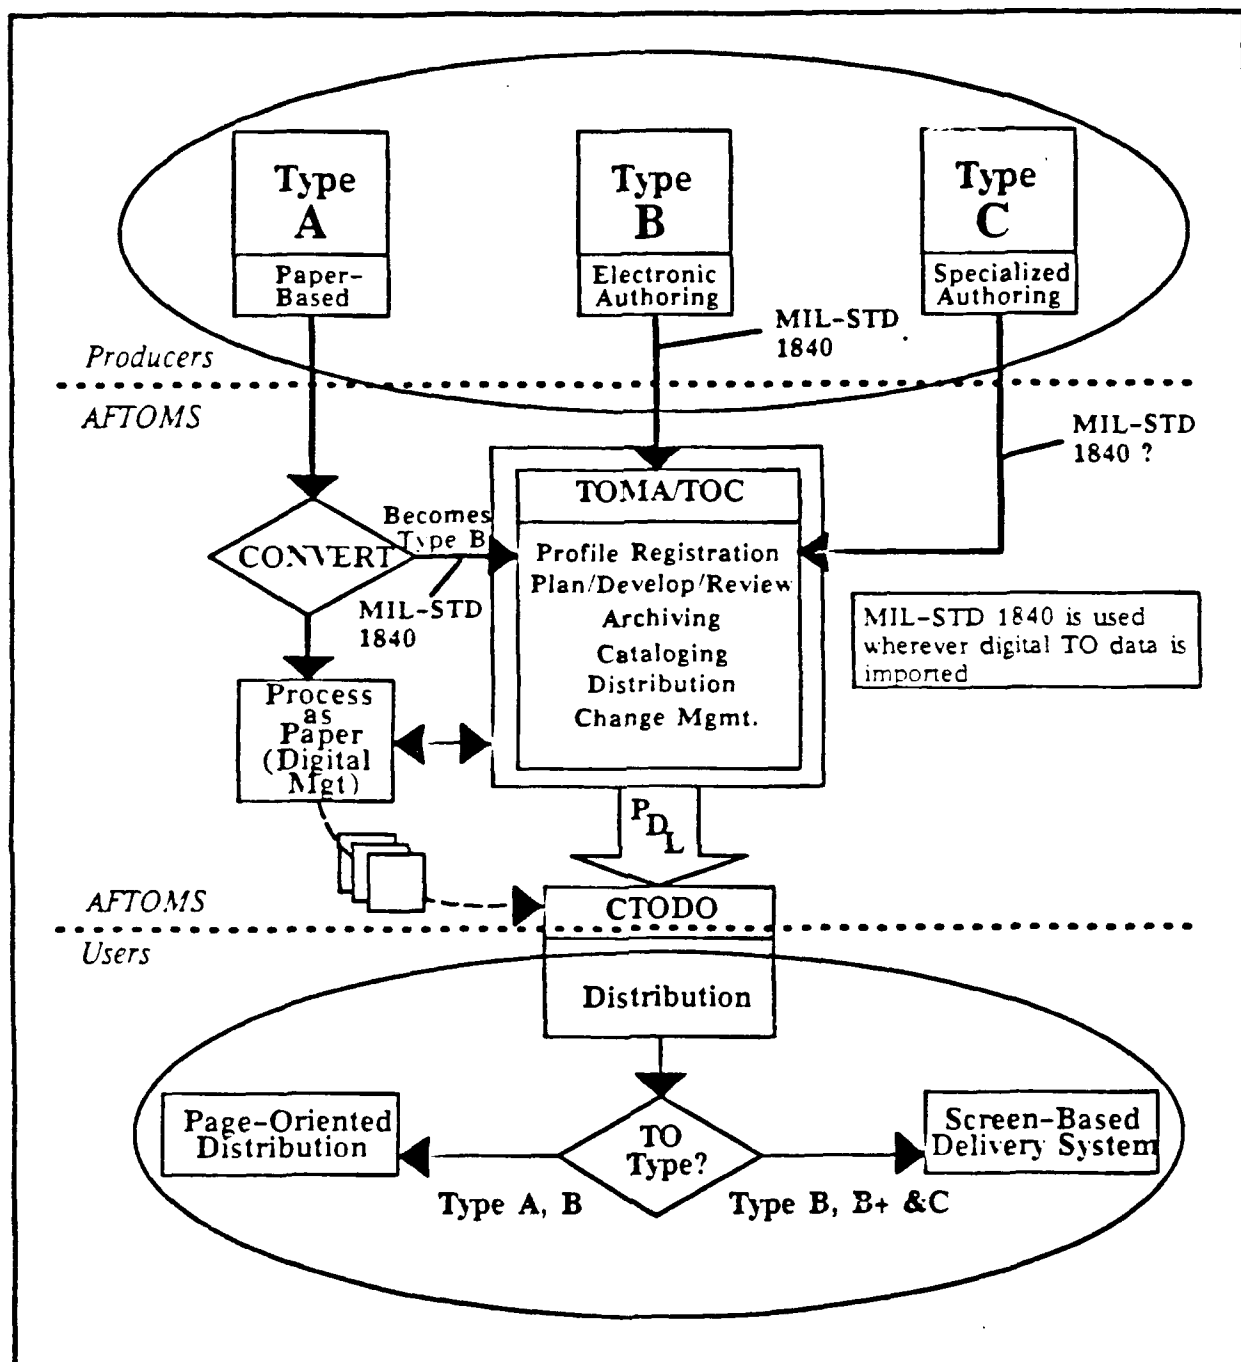 Type
A
Paper-
Based
Type
B
Electronic
Authoring
Type
C
Specialized
Authoring
MIL-STD
1840
Producers
AFTOMS
MIL-STD
1840 ?
TOMA/TOC
Becomes
Type B
CONVERT
MIL-STD
1840
Profile Registration
Plan/Develop/Review
Archiving
Cataloging
Distribution
Change Mgmt.
MIL-STD 1840 is used
wherever digital TO data is
imported
Process
as
Paper
(Digital
Mgt)
PDL
AFTOMS
CTODO
Users
Distribution
Page-Oriented
Distribution
TO
Type?
Screen-Based
Delivery System
Type A, B
Type B, B+ &C